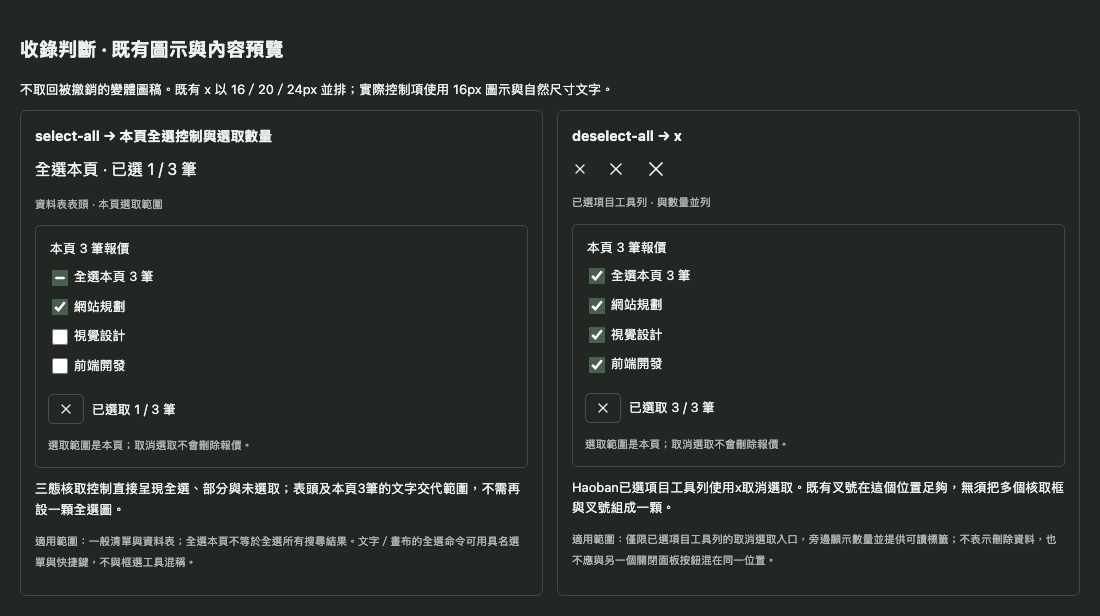 收錄判斷 · 既有圖示與內容預覽
不取回被撤銷的變體圖稿。既有 x 以 16 / 20 / 24px 並排；實際控制項使用 16px 圖示與自然尺寸文字。
select-all → 本頁全選控制與選取數量
全選本頁 · 已選 1 / 3 筆
資料表表頭 · 本頁選取範圍
本頁 3 筆報價
全選本頁 3 筆
網站規劃
視覺設計
前端開發
已選取 1 / 3 筆
選取範圍是本頁；取消選取不會刪除報價。
三態核取控制直接呈現全選、部分與未選取；表頭及本頁3筆的文字交代範圍，不需再
設一顆全選圖。
適用範圍：一般清單與資料表；全選本頁不等於全選所有搜尋結果。文字 / 畫布的全選命令可用具名選
單與快捷鍵，不與框選工具混稱。
deselect-all → x
已選項目工具列 · 與數量並列
本頁 3 筆報價
全選本頁 3 筆
網站規劃
視覺設計
前端開發
已選取 3 / 3 筆
選取範圍是本頁；取消選取不會刪除報價。
Haoban已選項目工具列使用x取消選取。既有叉號在這個位置足夠，無須把多個核取框
與叉號組成一顆。
適用範圍：僅限已選項目工具列的取消選取入口，旁邊顯示數量並提供可讀標籤；不表示刪除資料，也
不應與另一個關閉面板按鈕混在同一位置。